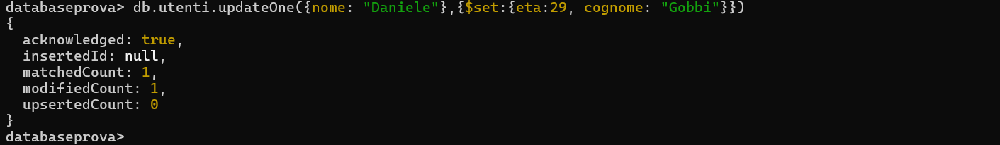 databaseprova> db.utenti.updateOne({nome: "Daniele"},{$set:{eta:29, cognome: "Gobbi"}})
{
  acknowledged: true,
  insertedId: null,
  matchedCount: 1,
  modifiedCount: 1,
  upsertedCount: 0
}
databaseprova>